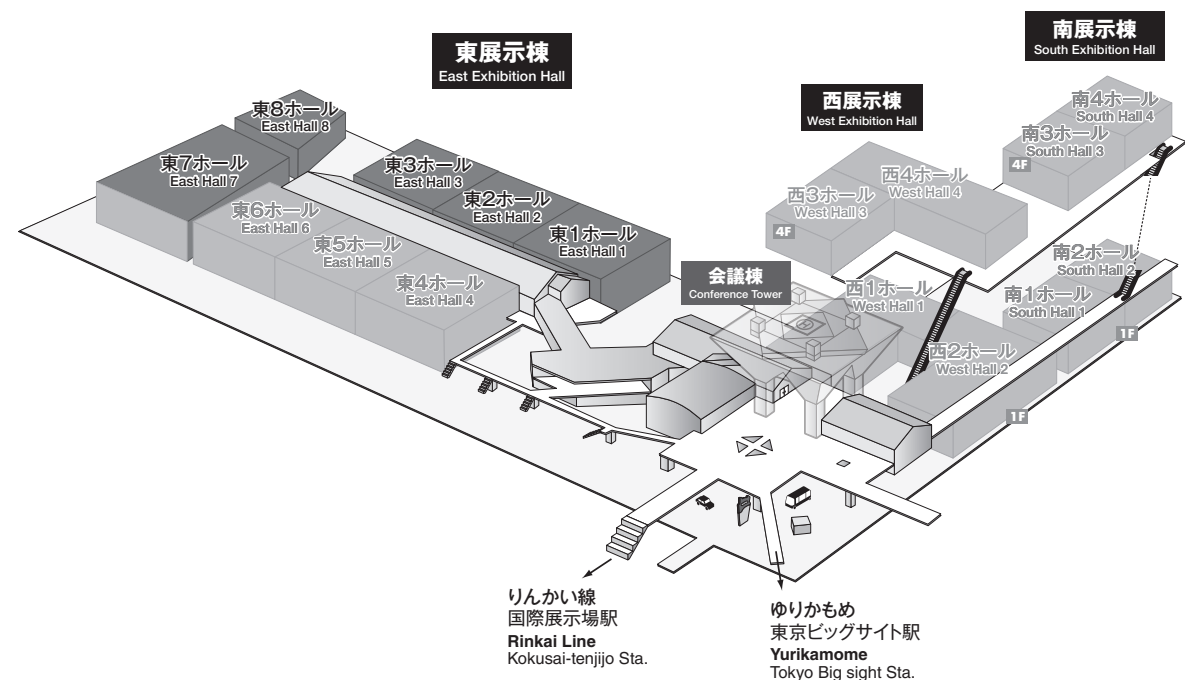 東展示棟
East Exhibition Hall
西展示棟
West Exhibition Hall
南展示棟
South Exhibition Hall
東8ホール
East Hall 8
東7ホール
East Hall 7
東3ホール
East Hall 3
東2ホール
East Hall 2
東1ホール
East Hall 1
東6ホール
East Hall 6
東5ホール
East Hall 5
東4ホール
East Hall 4
会議棟
Conference Tower
西3ホール
West Hall 3
4F
西4ホール
West Hall 4
西1ホール
West Hall 1
西2ホール
West Hall 2
1F
南4ホール
South Hall 4
南3ホール
South Hall 3
4F
南2ホール
South Hall 2
南1ホール
South Hall 1
1F
りんかい線
国際展示場駅
Rinkai Line
Kokusai-tenjijo Sta.
ゆりかもめ
東京ビッグサイト駅
Yurikamome
Tokyo Big sight Sta.